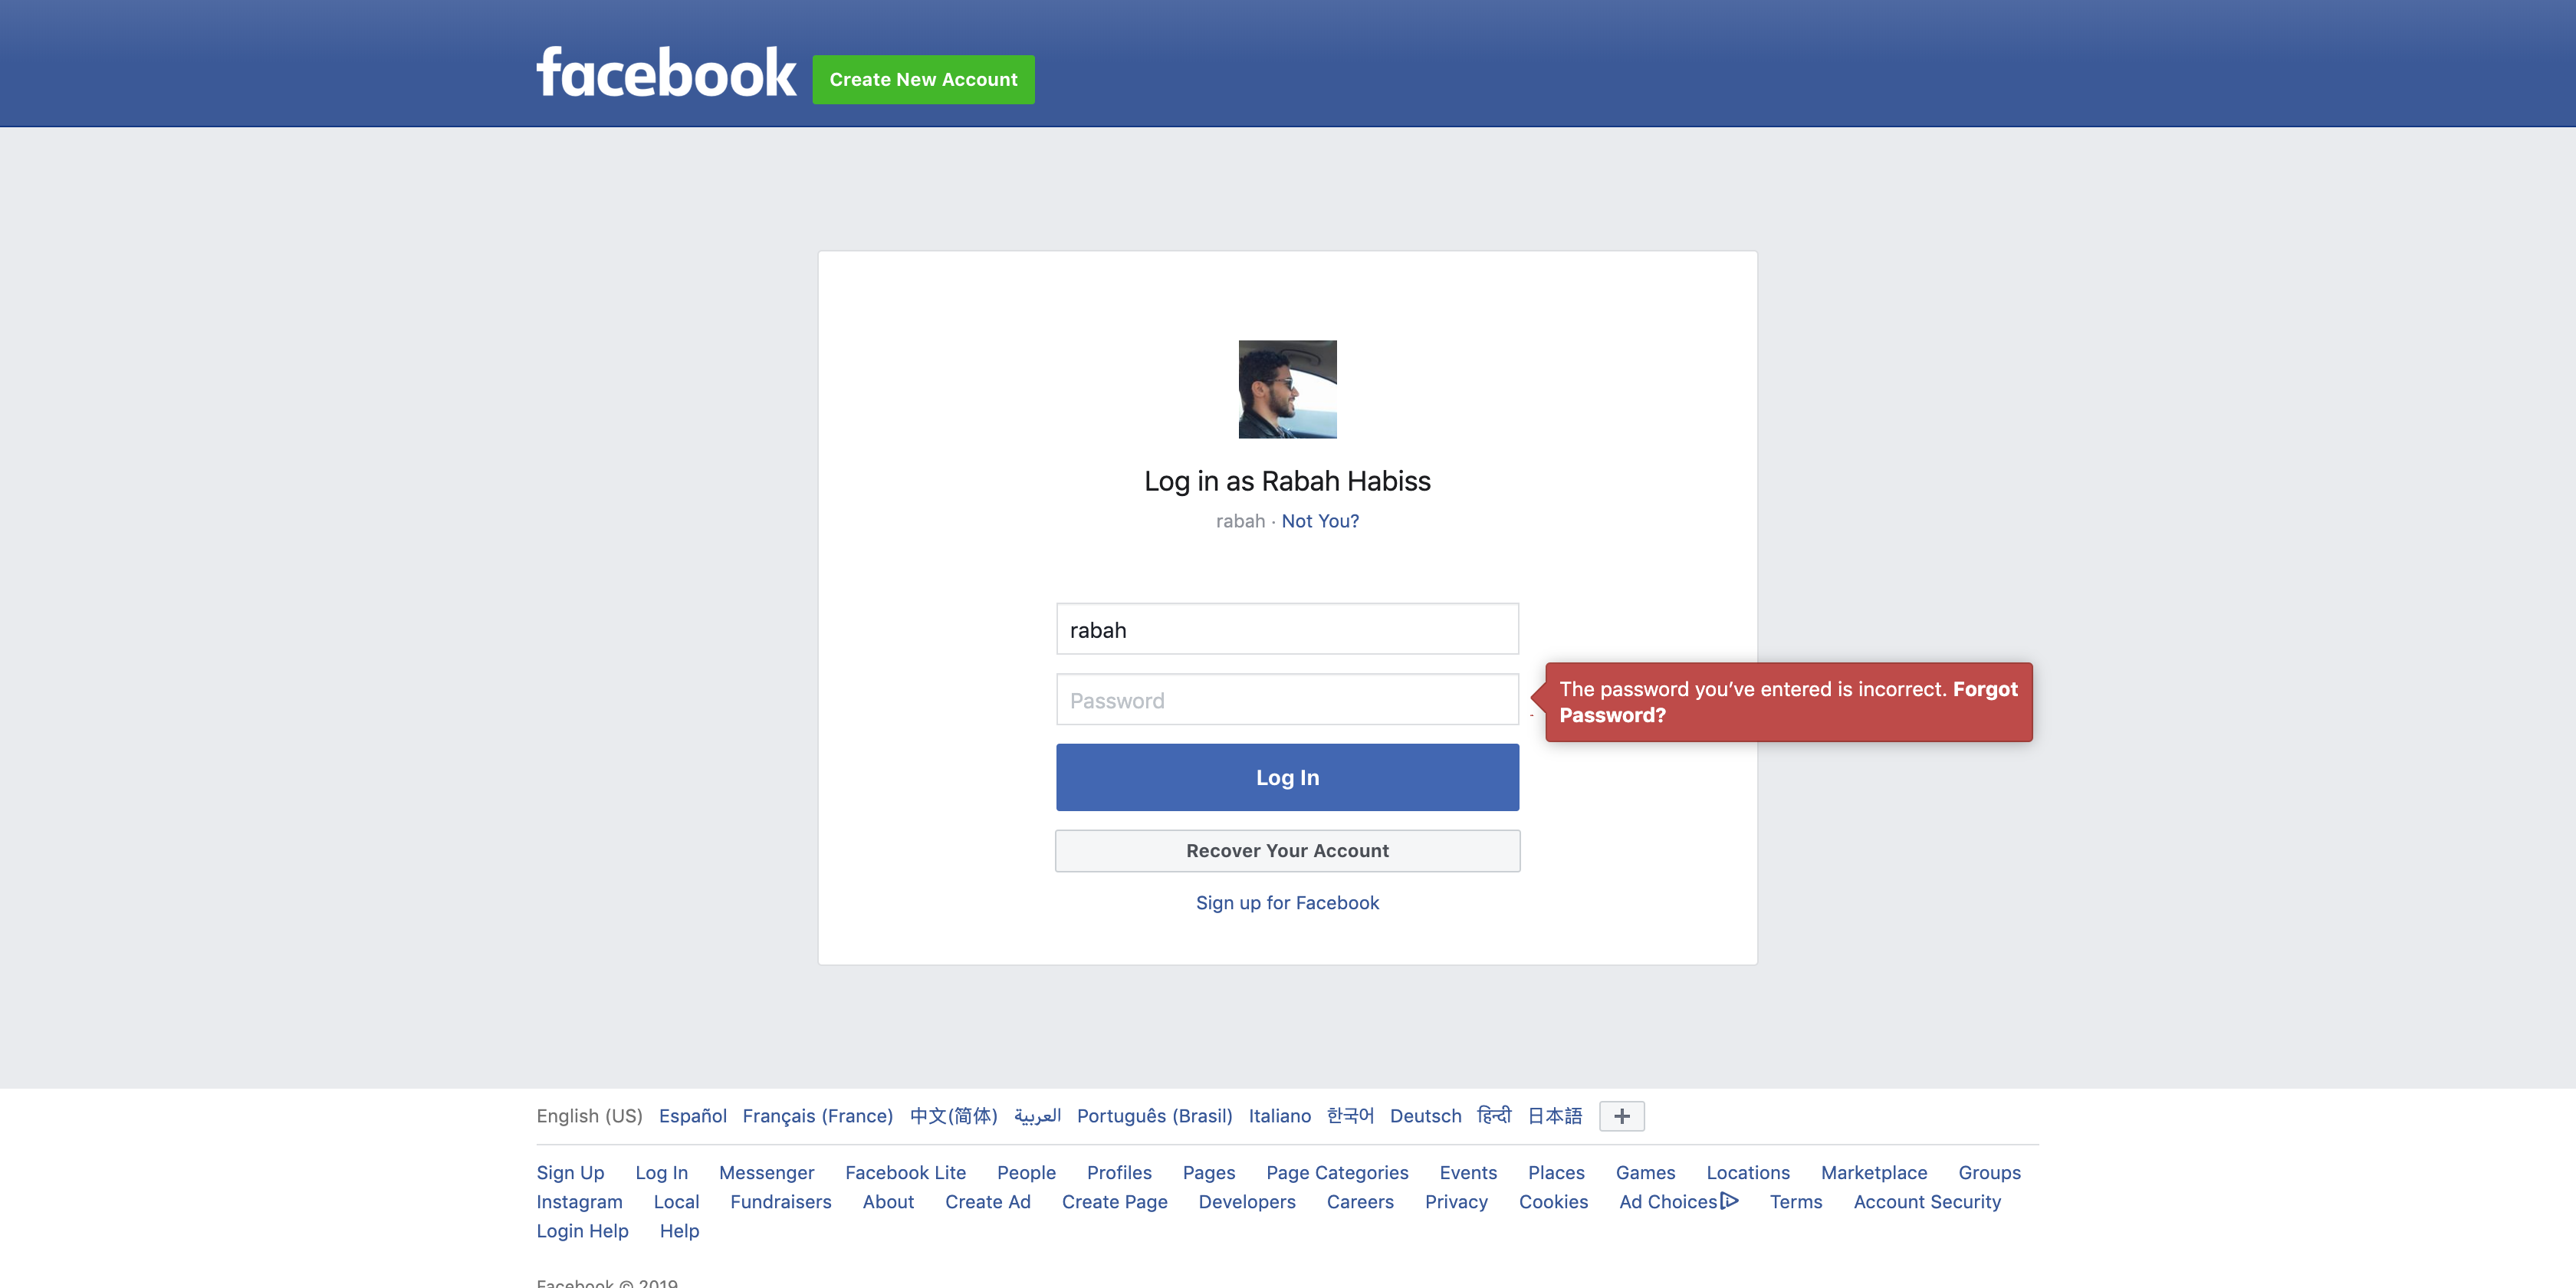 facebook Create New Account
Log in as Rabah Habiss
rabah · Not You?
rabah
Password
The password you’ve entered is incorrect. Forgot
Password?
Log In
Recover Your Account
Sign up for Facebook
English (US) Español Français (France) 中文(简体) العربية Português (Brasil) Italiano 한국어 Deutsch हिन्दी 日本語
Sign Up Log In Messenger Facebook Lite People Profiles Pages Page Categories Events Places Games Locations Marketplace Groups
Instagram Local Fundraisers About Create Ad Create Page Developers Careers Privacy Cookies Ad Choices Terms Account Security
Login Help Help
Facebook © 2019